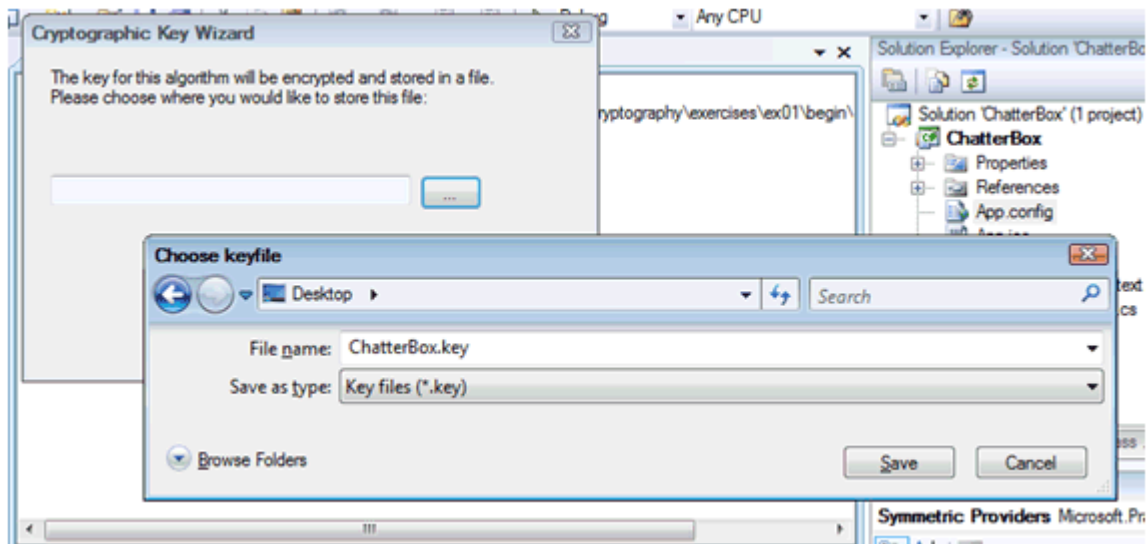 Debug
Any CPU
Cryptographic Key Wizard
The key for this algorithm will be encrypted and stored in a file.
Please choose where you would like to store this file:
...
ryptography\exercises\ex01\begin\
Solution Explorer - Solution 'ChatterBo
Solution 'ChatterBox' (1 project)
ChatterBox
Properties
References
App.config
text
.cs
Choose keyfile
Desktop
Search
File name: ChatterBox.key
Save as type: Key files (*.key)
Browse Folders
Save
Cancel
Symmetric Providers Microsoft.Pra